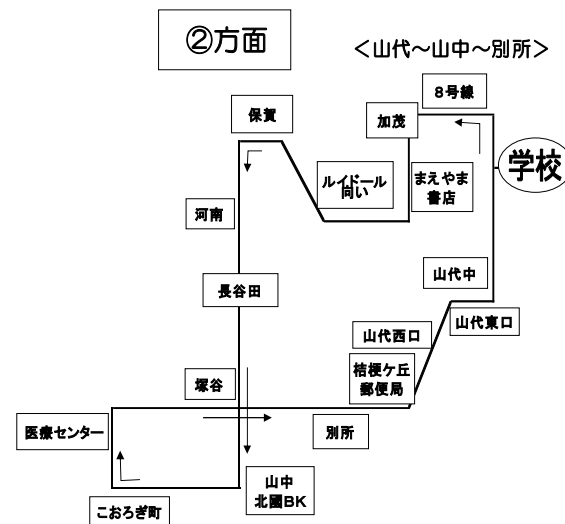 ②方面
＜山代～山中～別所＞
8号線
保賀
加茂
学校
ルイドール
向い
まえやま
書店
河南
山代中
長谷田
山代東口
山代西口
桔梗ケ丘
郵便局
塚谷
医療センター
別所
山中
北國BK
こおろぎ町